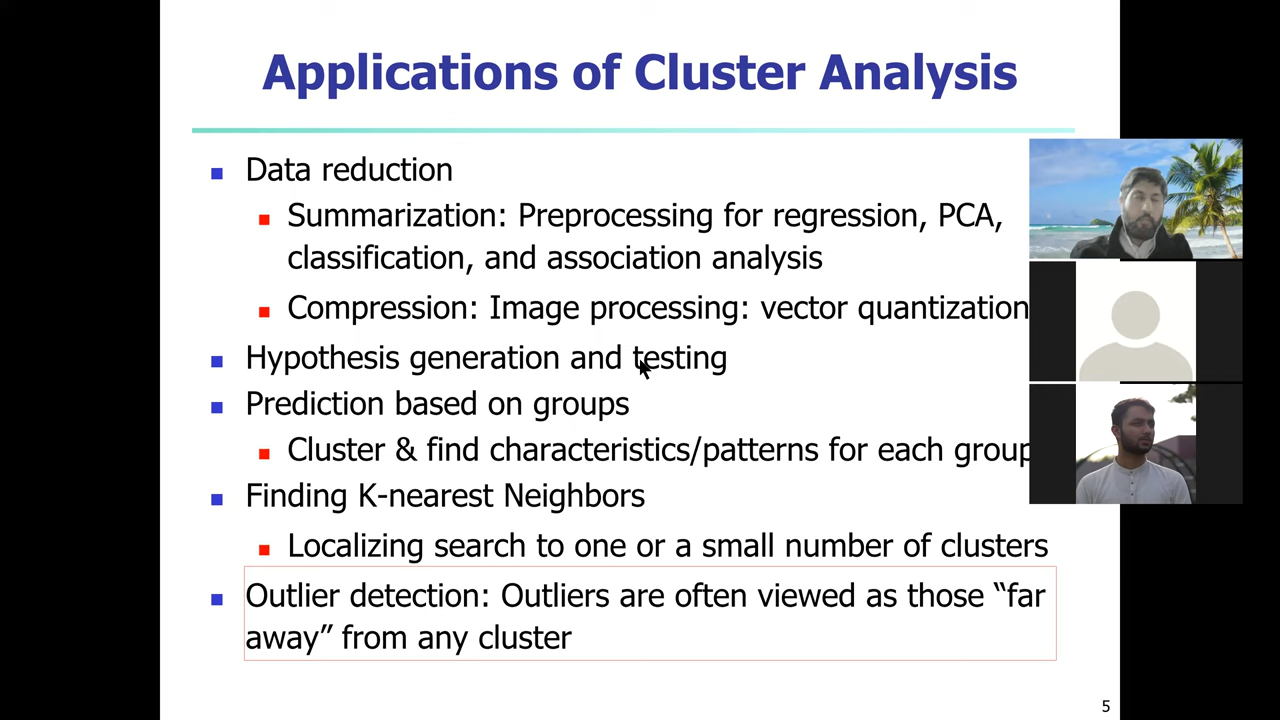 Applications of Cluster Analysis
Data reduction
Summarization: Preprocessing for regression, PCA,
classification, and association analysis
Compression: Image processing: vector quantization
Hypothesis generation and testing
Prediction based on groups
Cluster & find characteristics/patterns for each group
Finding K-nearest Neighbors
Localizing search to one or a small number of clusters
Outlier detection: Outliers are often viewed as those “far
away” from any cluster
5